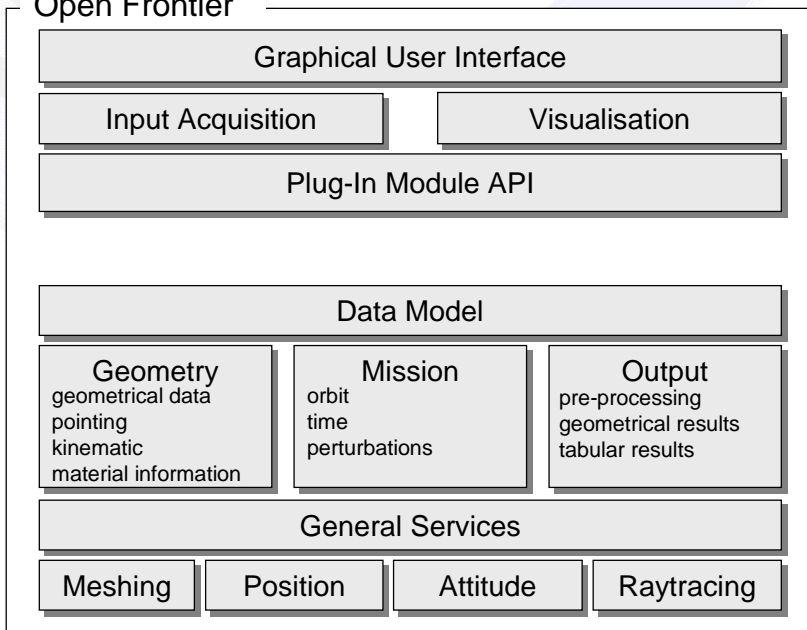 Open Frontier
Graphical User Interface
Input Acquisition
Visualisation
Plug-In Module API
Data Model
Geometry
geometrical data
pointing
kinematic
material information
Mission
orbit
time
perturbations
Output
pre-processing
geometrical results
tabular results
General Services
Meshing
Position
Attitude
Raytracing